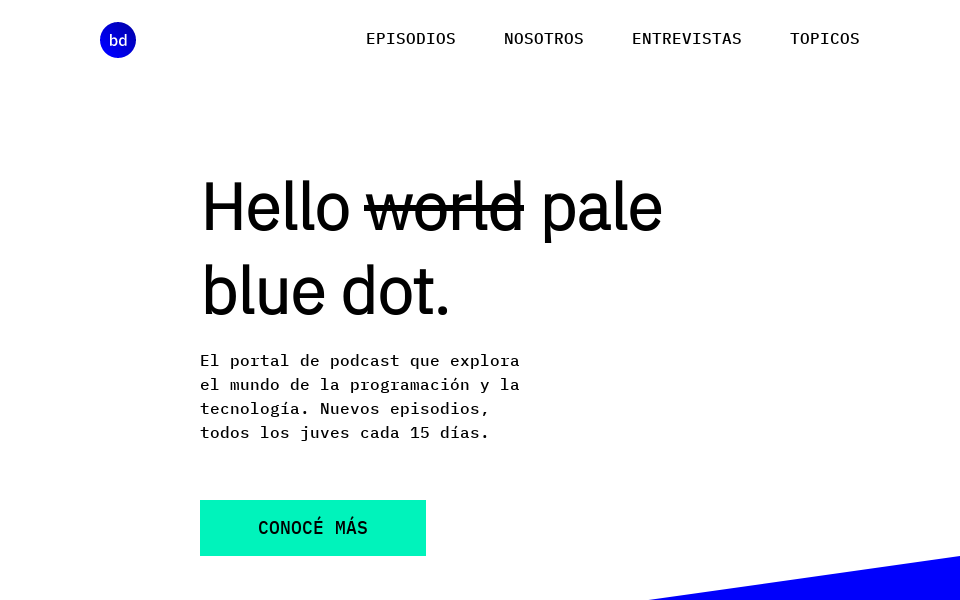 bd
EPISODIOS NOSOTROS ENTREVISTAS TOPICOS
Hello world pale
blue dot.
El portal de podcast que explora
el mundo de la programación y la
tecnología. Nuevos episodios,
todos los juves cada 15 días.
CONOCÉ MÁS